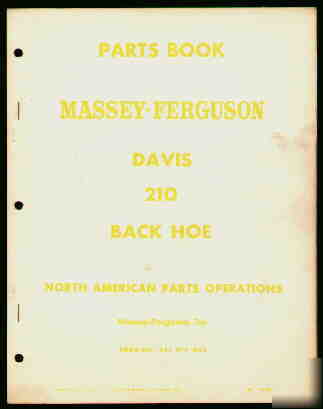 PARTS BOOK
MASSEY-FERGUSON
DAVIS
210
BACK HOE
NORTH AMERICAN PARTS OPERATIONS
Massey-Ferguson, Inc.